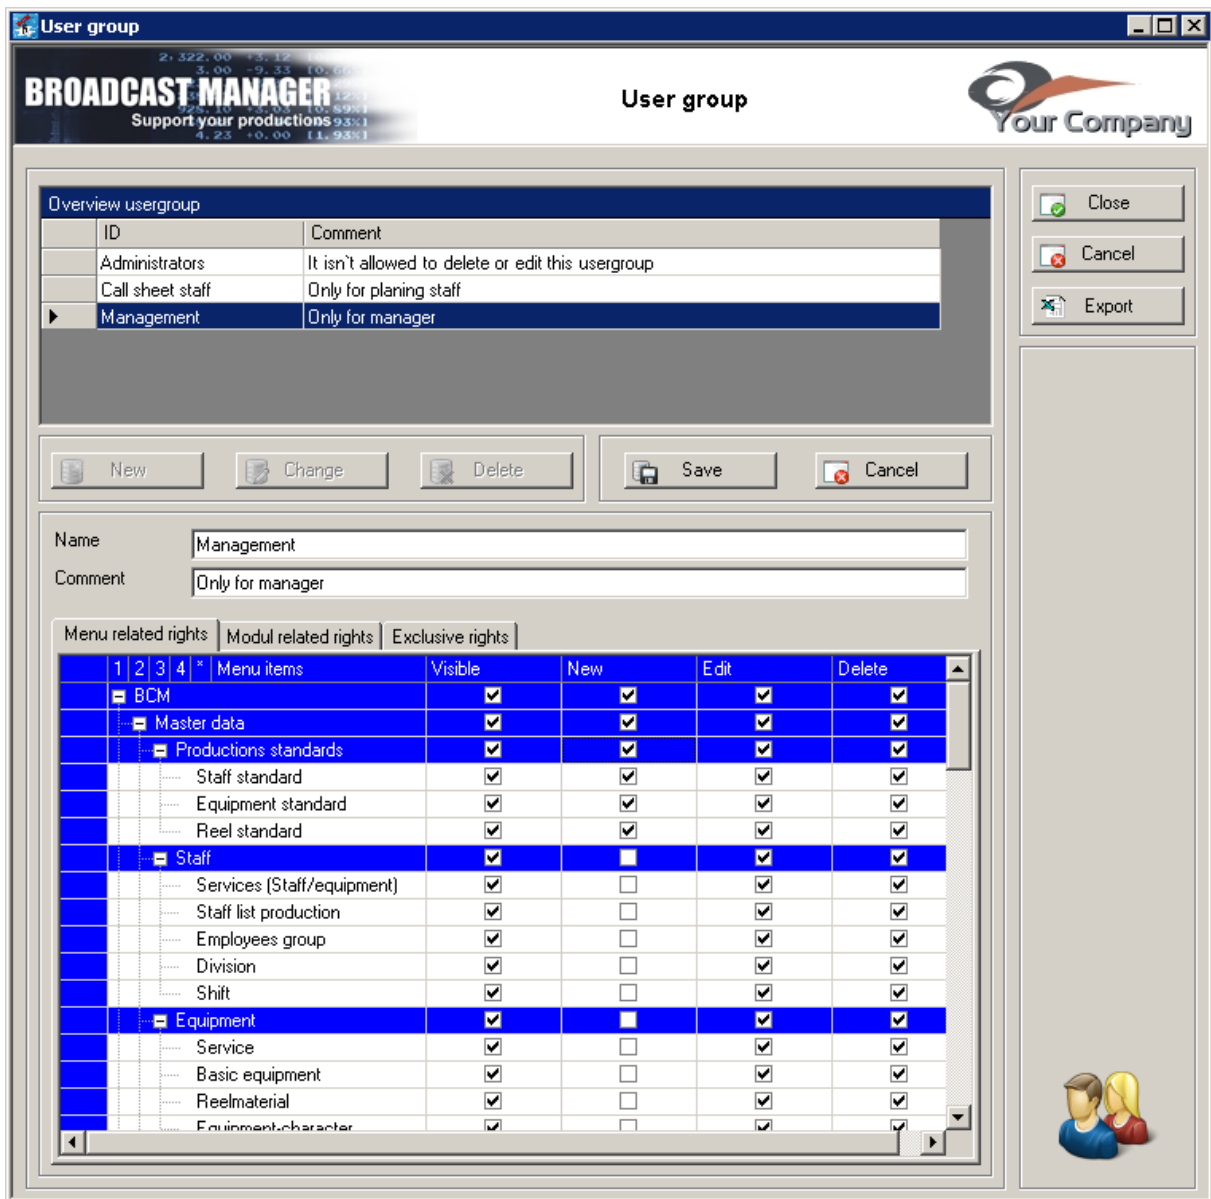 User group
BROADCAST MANAGER
Support your productions
User group
Your Company
Overview usergroup
ID Comment
Administrators It isn`t allowed to delete or edit this usergroup
Call sheet staff Only for planing staff
Management Only for manager
Close
Cancel
Export
New Change Delete Save Cancel
Name Management
Comment Only for manager
Menu related rights Modul related rights Exclusive rights
1 2 3 4 * Menu items Visible New Edit Delete
BCM
Master data
Productions standards
Staff standard
Equipment standard
Reel standard
Staff
Services (Staff/equipment)
Staff list production
Employees group
Division
Shift
Equipment
Service
Basic equipment
Reelmaterial
Equipment-character